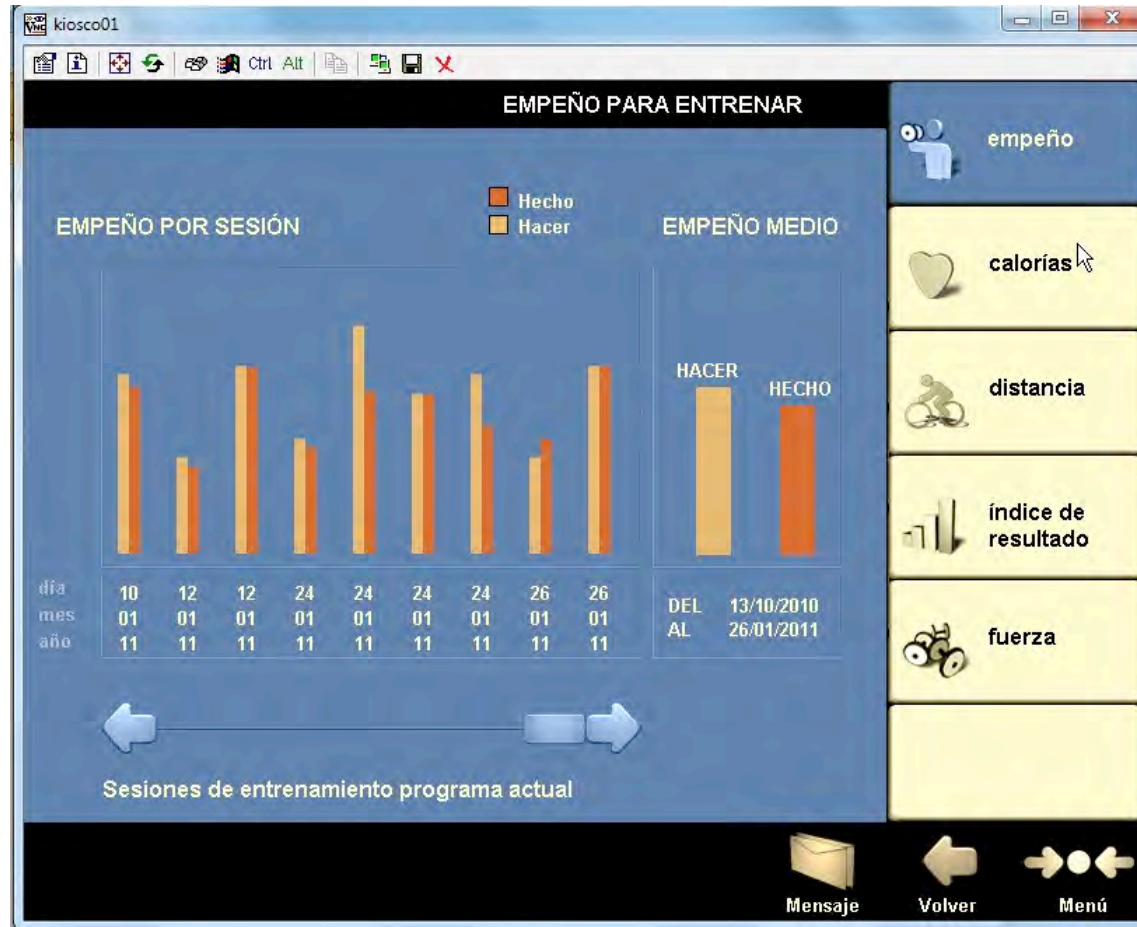 VNC kiosco01
Ctrl Alt
EMPEÑO PARA ENTRENAR
Hecho
Hacer
EMPEÑO POR SESIÓN
EMPEÑO MEDIO
HACER
HECHO
día 10 12 12 24 24 24 24 26 26
mes 01 01 01 01 01 01 01 01 01
año 11 11 11 11 11 11 11 11 11
DEL 13/10/2010
AL 26/01/2011
Sesiones de entrenamiento programa actual
empeño
calorías
distancia
índice de
resultado
fuerza
Mensaje Volver Menú